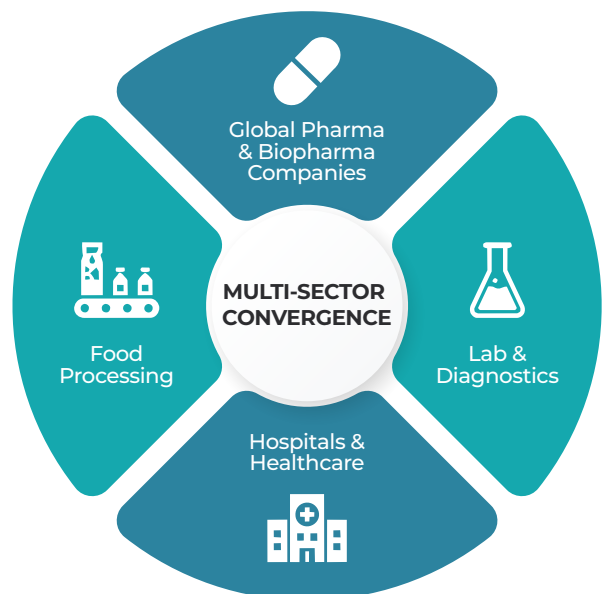 Global Pharma
& Biopharma
Companies
MULTI-SECTOR
CONVERGENCE
Food
Processing
Lab &
Diagnostics
Hospitals &
Healthcare